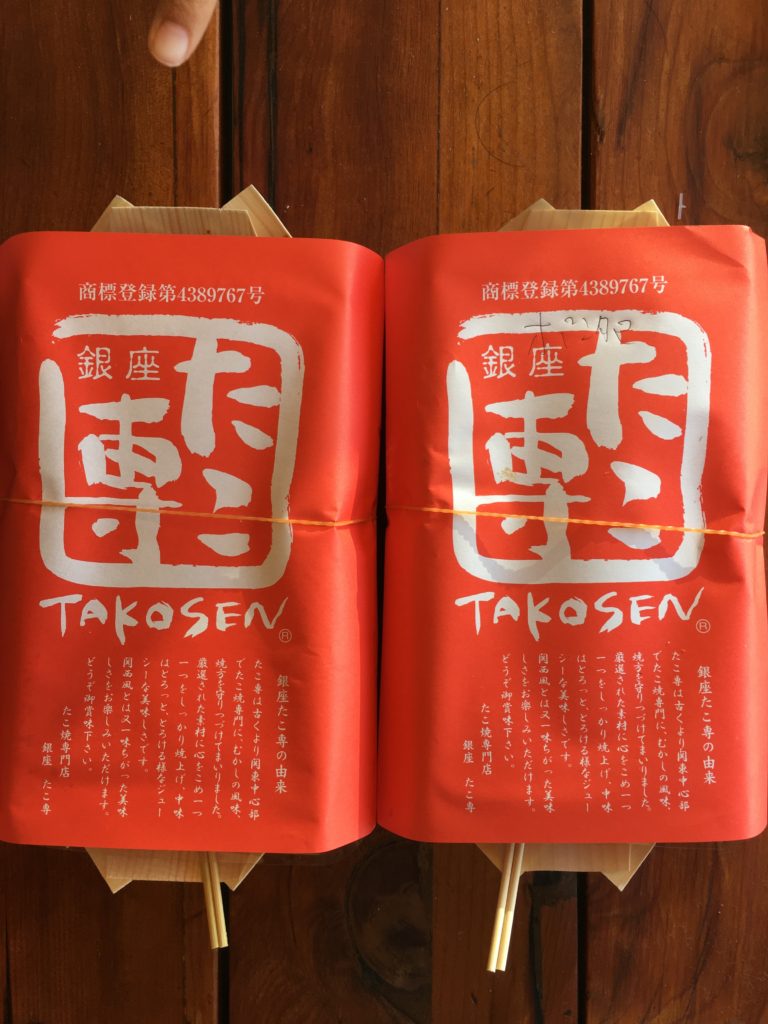 商標登録第4389767号
銀座
たこ
専
TAKOSEN®
銀座たこ専の由来
たこ専は古くより関東中心部
でたこ焼専門に、むかしの風味、
焼方を守りつづけてまいりました。
厳選された素材に心をこめ一つ
一つをしっかり焼上げ、中味
はとろっと、とろける様なジュー
シーな美味しさです。
関西風とは又一味ちがった美味
しさをお楽しみいただけます。
どうぞ御賞味下さい。
たこ焼専門店
銀座 たこ専
商標登録第4389767号
銀座
たこ
専
TAKOSEN®
銀座たこ専の由来
たこ専は古くより関東中心部
でたこ焼専門に、むかしの風味、
焼方を守りつづけてまいりました。
厳選された素材に心をこめ一つ
一つをしっかり焼上げ、中味
はとろっと、とろける様なジュー
シーな美味しさです。
関西風とは又一味ちがった美味
しさをお楽しみいただけます。
どうぞ御賞味下さい。
たこ焼専門店
銀座 たこ専